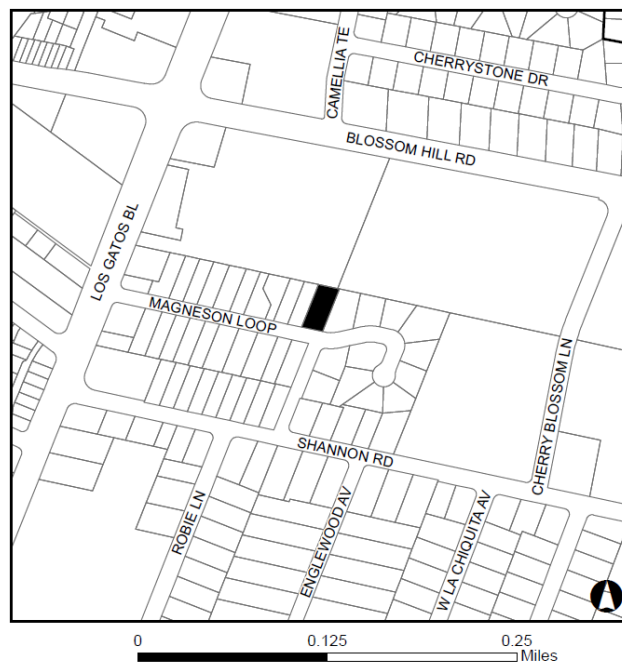 CAMELLIA TE
CHERRYSTONE DR
BLOSSOM HILL RD
LOS GATOS BL
MAGNESON LOOP
CHERRY BLOSSOM LN
SHANNON RD
ROBIE LN
ENGLEWOOD AV
W LA CHIQUITA AV
0 0.125 0.25
Miles